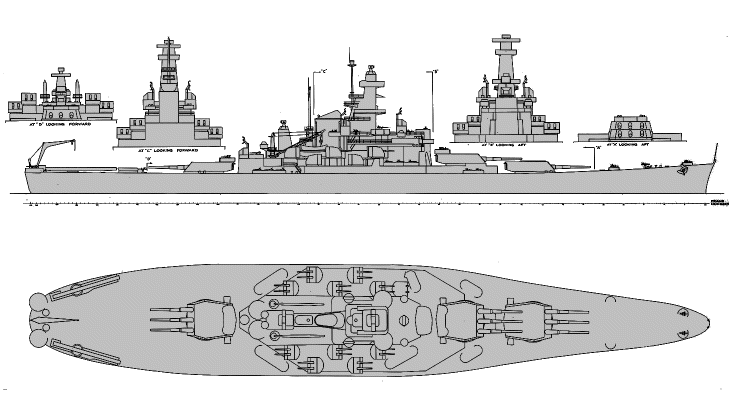 AT "D" LOOKING FORWARD
AT "C" LOOKING FORWARD
"C"
"B"
AT "B" LOOKING AFT
AT "A" LOOKING AFT
"D"
"A"